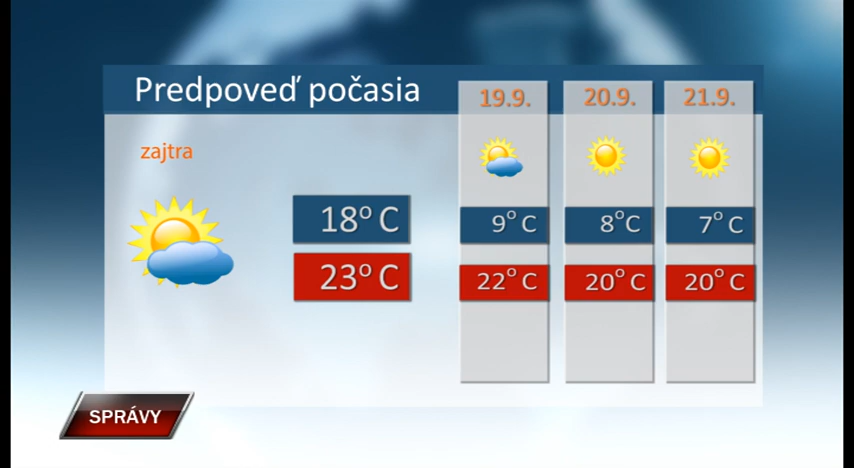 Predpoveď počasia
zajtra
18° C
23° C
19.9.
9° C
22° C
20.9.
8°C
20° C
21.9.
7° C
20° C
SPRÁVY